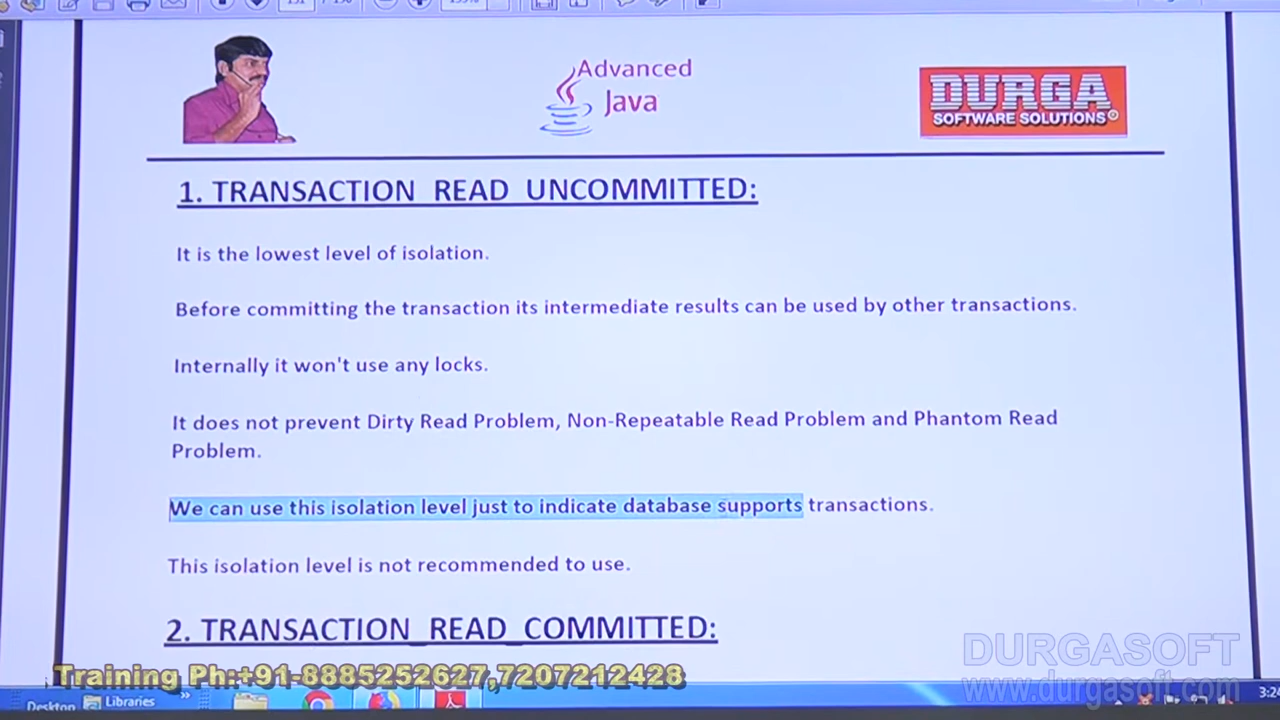 Advanced
Java
DURGA
SOFTWARE SOLUTIONS®
1. TRANSACTION_READ_UNCOMMITTED:
It is the lowest level of isolation.
Before committing the transaction its intermediate results can be used by other transactions.
Internally it won't use any locks.
It does not prevent Dirty Read Problem, Non-Repeatable Read Problem and Phantom Read
Problem.
We can use this isolation level just to indicate database supports transactions.
This isolation level is not recommended to use.
2. TRANSACTION_READ_COMMITTED:
DURGASOFT
Training Ph:+91-8885252627,7207212428
www.durgasoft.com
Desktop
Libraries
3:24